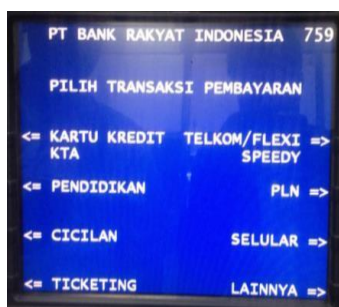 PT BANK RAKYAT INDONESIA 759
PILIH TRANSAKSI PEMBAYARAN
<= KARTU KREDIT TELKOM/FLEXI =>
KTA SPEEDY
<= PENDIDIKAN PLN =>
<= CICILAN SELULAR =>
<= TICKETING LAINNYA =>